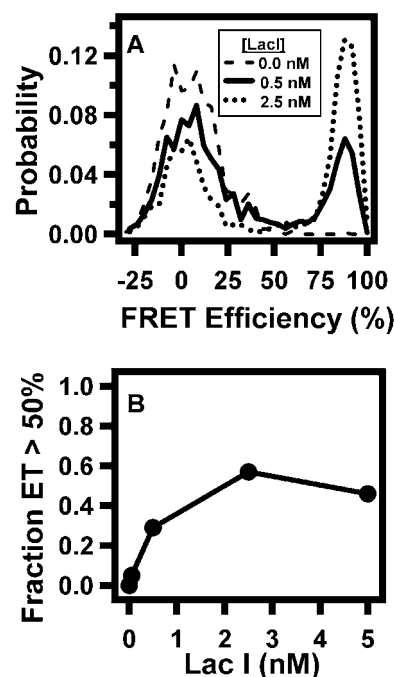 A
[LacI]
0.0 nM
0.5 nM
2.5 nM
Probability
0.12
0.08
0.04
0.00
-25 0 25 50 75 100
FRET Efficiency (%)
B
Fraction ET > 50%
1.0
0.8
0.6
0.4
0.2
0.0
0 1 2 3 4 5
Lac I (nM)